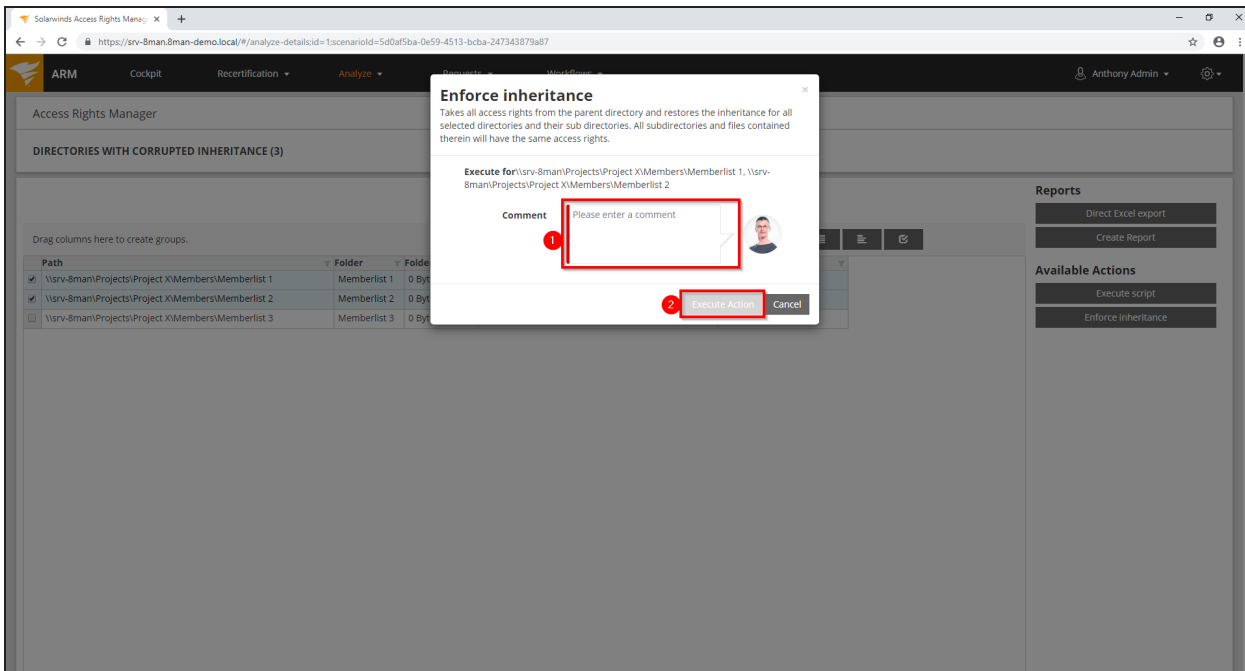 Solarwinds Access Rights Manag
https://srv-8man.8man-demo.local/#/analyze-details;id=1;scenarioId=5d0af5ba-0e59-4513-bcba-247343879a87
ARM Cockpit Recertification Analyze Requests Workflows Anthony Admin
Access Rights Manager
DIRECTORIES WITH CORRUPTED INHERITANCE (3)
Enforce inheritance
Takes all access rights from the parent directory and restores the inheritance for all
selected directories and their sub directories. All subdirectories and files contained
therein will have the same access rights.
Execute for\\srv-8man\Projects\Project X\Members\Memberlist 1, \\srv-
8man\Projects\Project X\Members\Memberlist 2
Comment Please enter a comment
1
2 Execute Action Cancel
Drag columns here to create groups.
Path Folder Folde
\\srv-8man\Projects\Project X\Members\Memberlist 1 Memberlist 1 0 Byt
\\srv-8man\Projects\Project X\Members\Memberlist 2 Memberlist 2 0 Byt
\\srv-8man\Projects\Project X\Members\Memberlist 3 Memberlist 3 0 Byt
Reports
Direct Excel export
Create Report
Available Actions
Execute script
Enforce inheritance